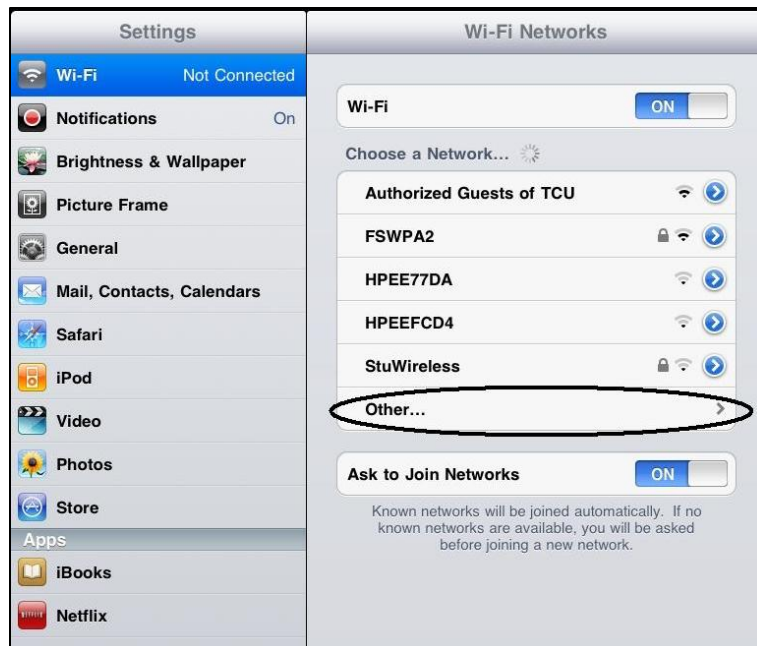 Settings
Wi-Fi Not Connected
Notifications On
Brightness & Wallpaper
Picture Frame
General
Mail, Contacts, Calendars
Safari
iPod
Video
Photos
Store
Apps
iBooks
Netflix
Wi-Fi Networks
Wi-Fi ON
Choose a Network...
Authorized Guests of TCU
FSWPA2
HPEE77DA
HPEEFCD4
StuWireless
Other...
Ask to Join Networks ON
Known networks will be joined automatically. If no
known networks are available, you will be asked
before joining a new network.